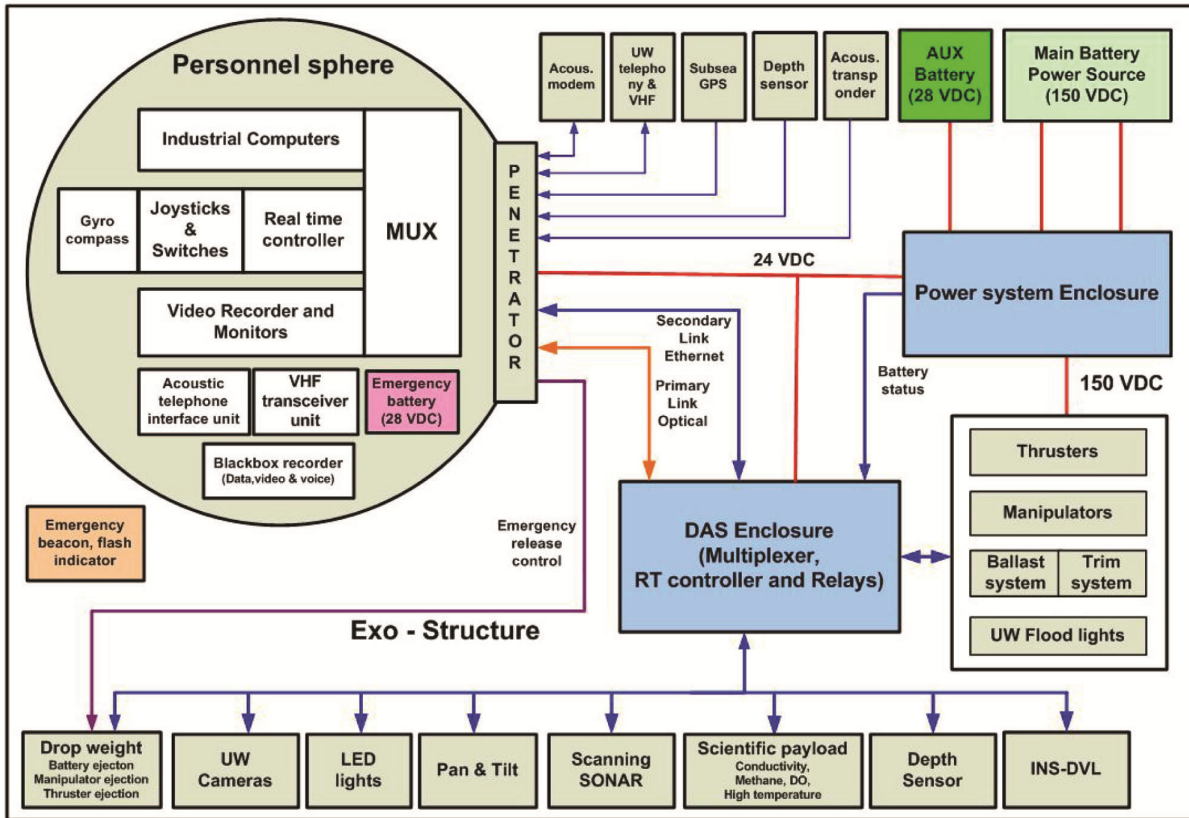 Personnel sphere
Industrial Computers
MUX
Gyro
compass
Joysticks
&
Switches
Real time
controller
Video Recorder and
Monitors
Acoustic
telephone
interface unit
VHF
transceiver
unit
Emergency
battery
(28 VDC)
Blackbox recorder
(Data,video & voice)
Emergency
beacon, flash
indicator
PENETRATOR
Acous.
modem
UW
teleph
ny &
VHF
Subsea
GPS
Depth
sensor
Acous.
transp
onder
AUX
Battery
(28 VDC)
Main Battery
Power Source
(150 VDC)
24 VDC
Power system Enclosure
Secondary
Link
Ethernet
Primary
Link
Optical
Battery
status
150 VDC
Thrusters
Manipulators
Ballast
system
Trim
system
UW Flood lights
DAS Enclosure
(Multiplexer,
RT controller and Relays)
Emergency
release
control
Exo - Structure
Drop weight
Battery ejecton
Manipulator ejection
Thruster ejection
UW
Cameras
LED
lights
Pan & Tilt
Scanning
SONAR
Scientific payload
Conductivity,
Methane, DO,
High temperature
Depth
Sensor
INS-DVL